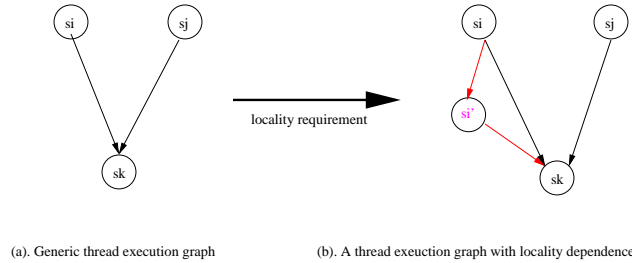 si
sj
si
sj
si'
locality requirement
sk
sk
(a). Generic thread execution graph
(b). A thread exeuction graph with locality dependence